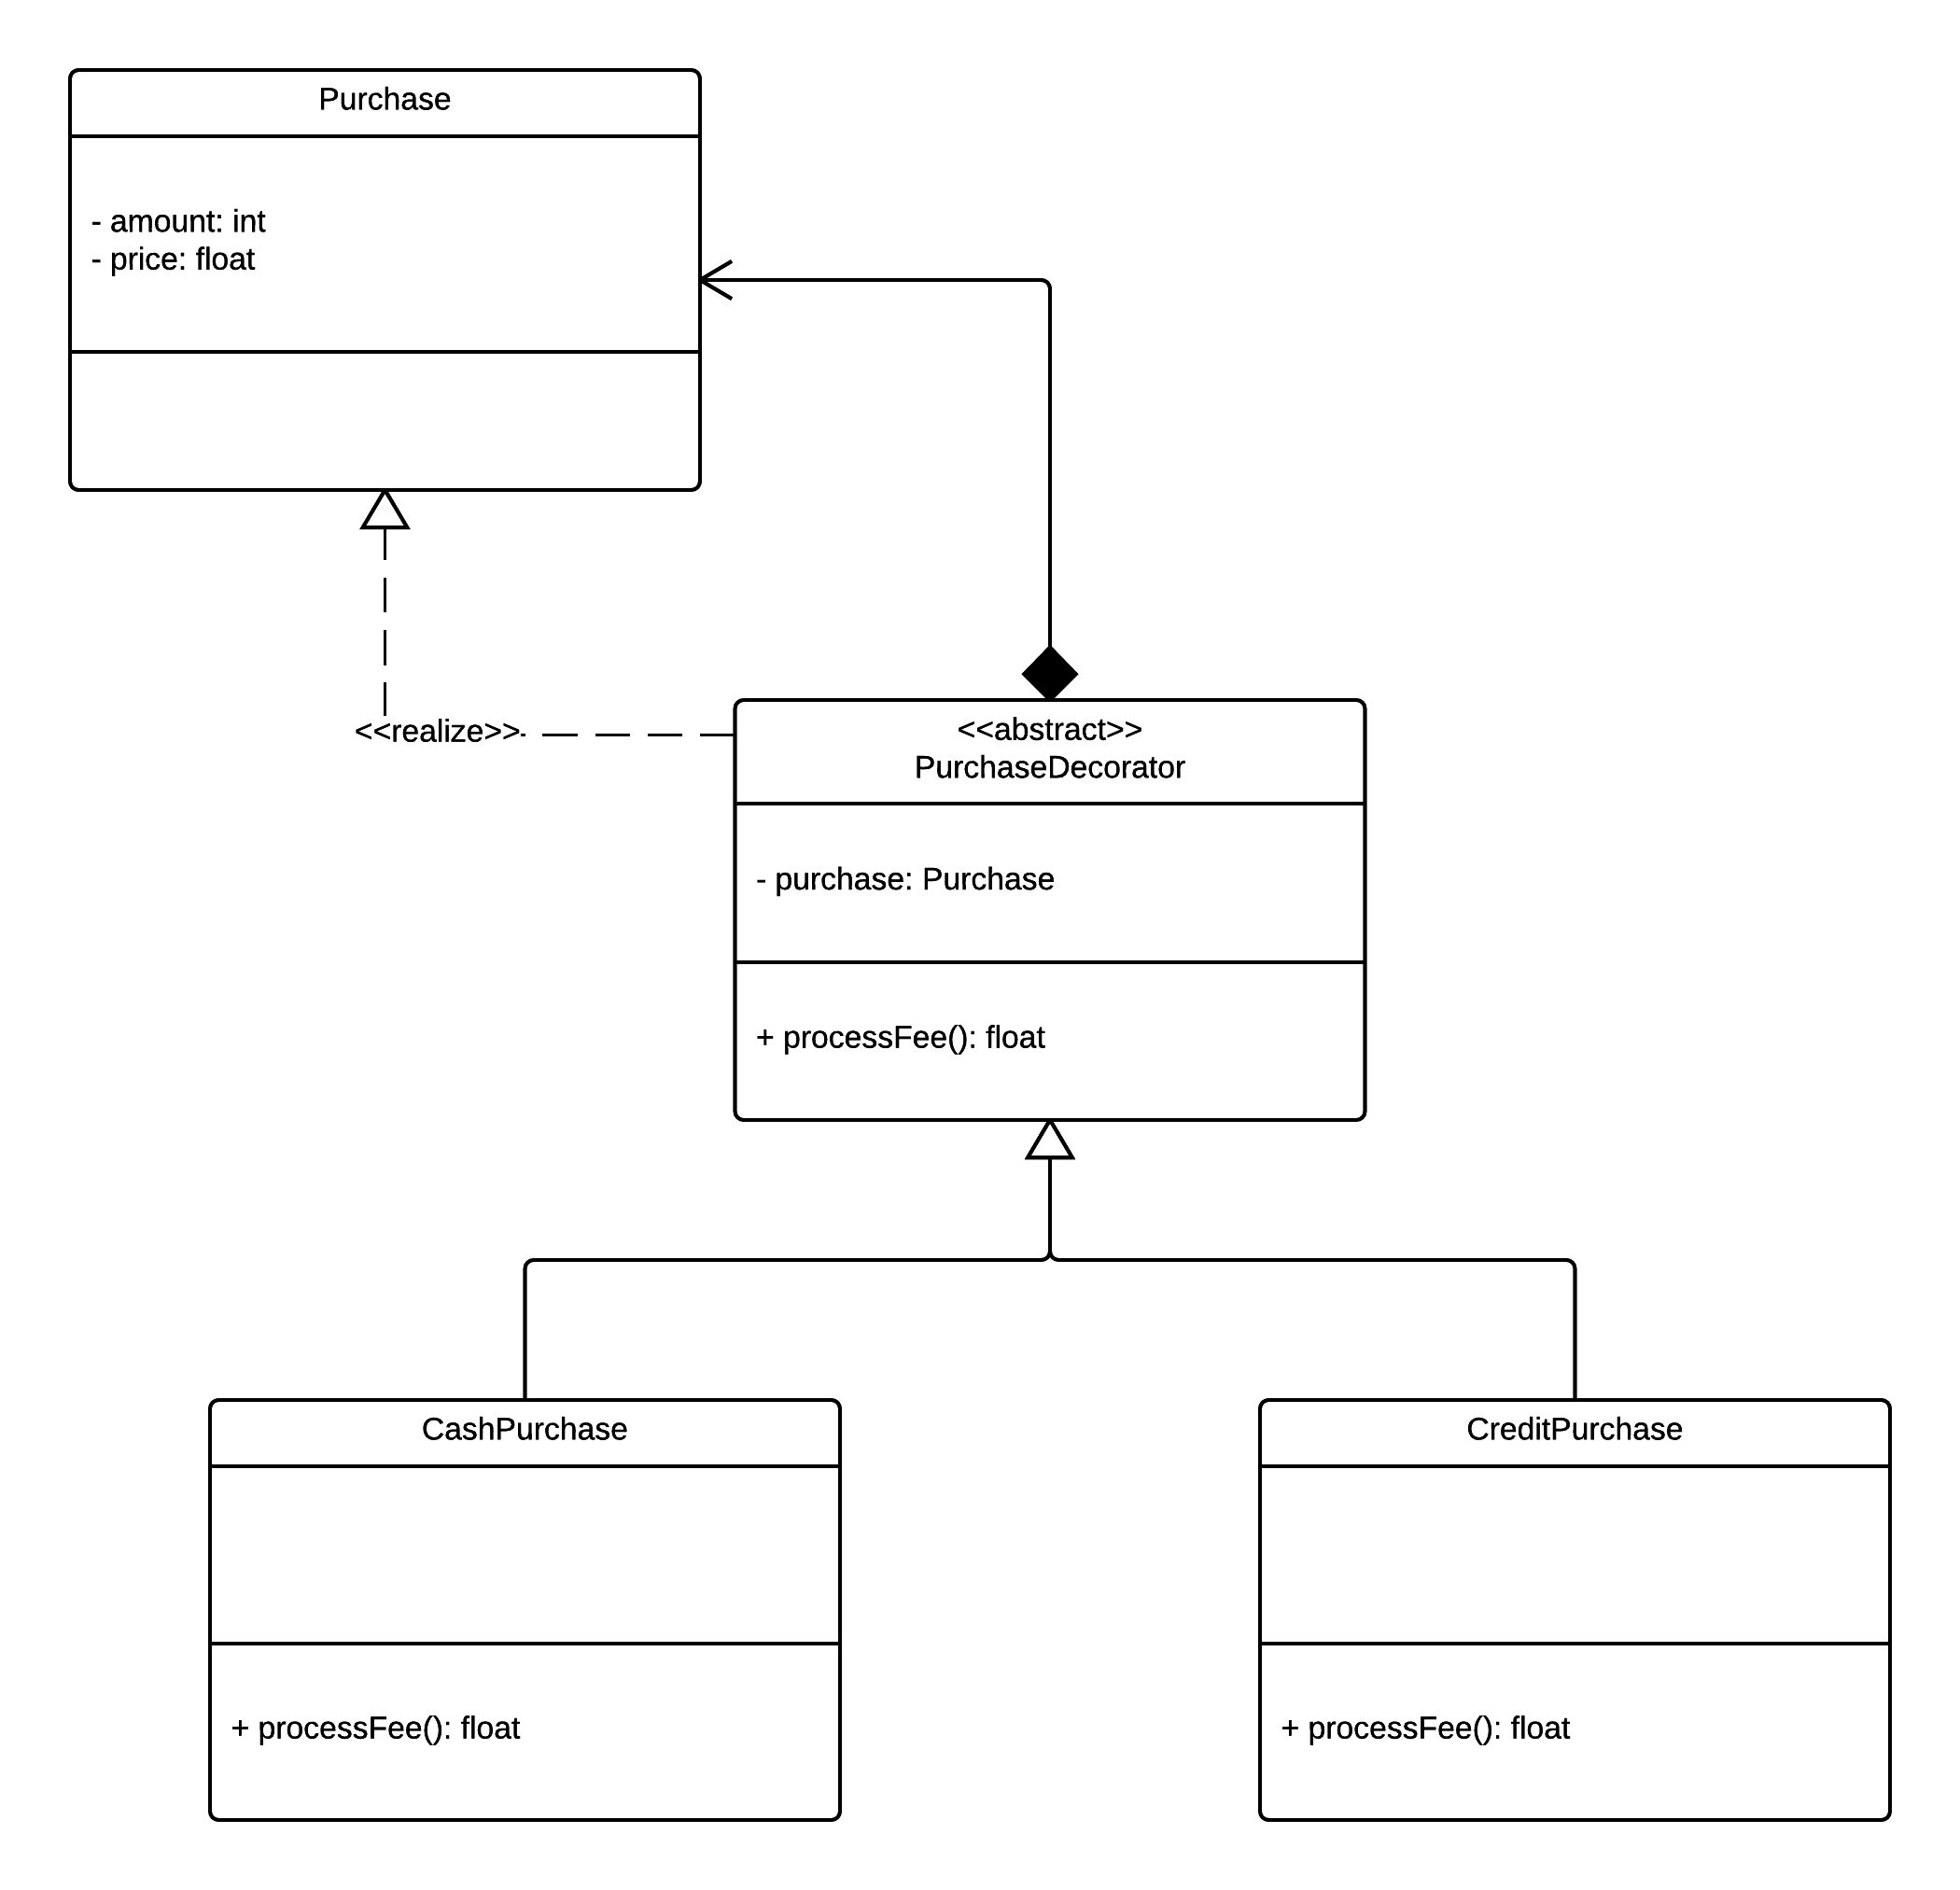 Purchase
- amount: int
- price: float
<<realize>>
<<abstract>>
PurchaseDecorator
- purchase: Purchase
+ processFee(): float
CashPurchase
+ processFee(): float
CreditPurchase
+ processFee(): float